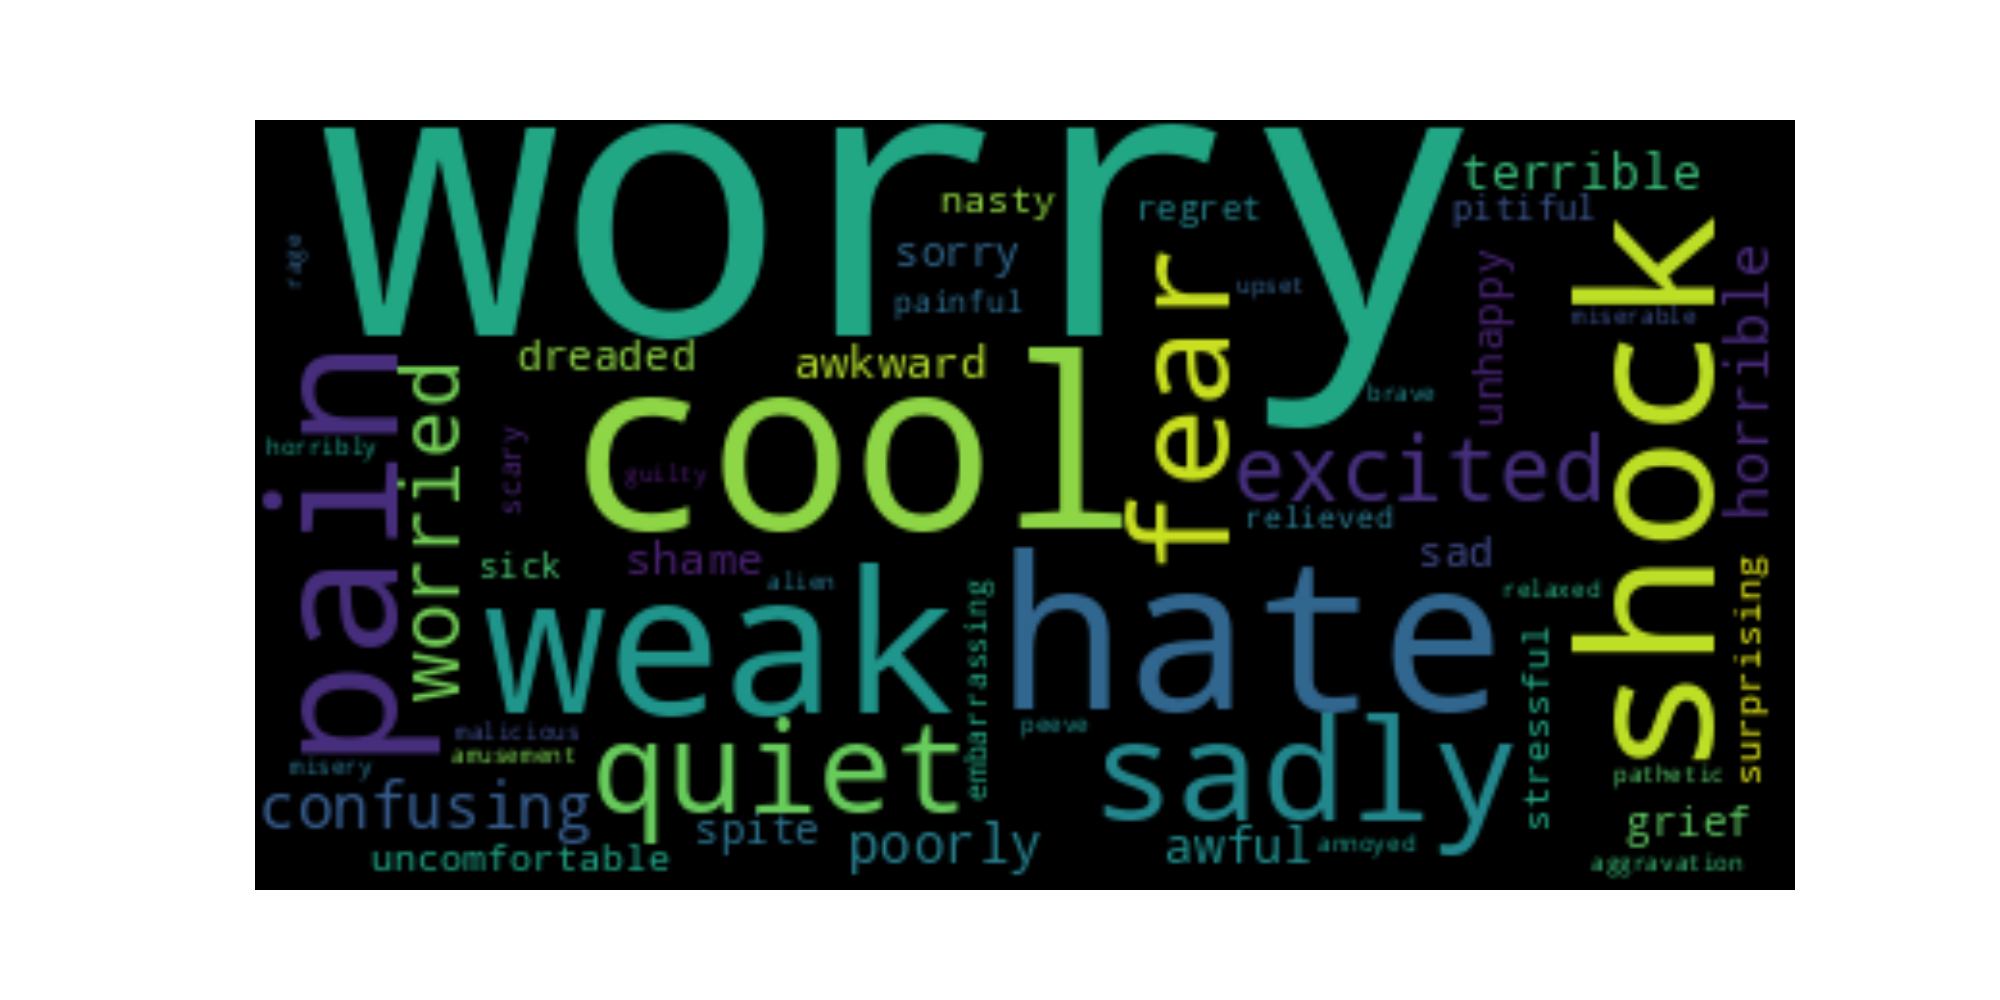 worry
terrible
nasty
regret
pitiful
rage
sorry
painful
upset
unhappy
miserable
horrible
shock
fear
dreaded
awkward
brave
pain
worried
cool
horribly
scary
guilty
excited
relieved
sick
shame
alien
sad
relaxed
surprising
weak
hate
embarrassing
stressful
malicious
amusement
misery
quiet
peeve
sadly
pathetic
confusing
spite
poorly
awful
annoyed
grief
uncomfortable
aggravation